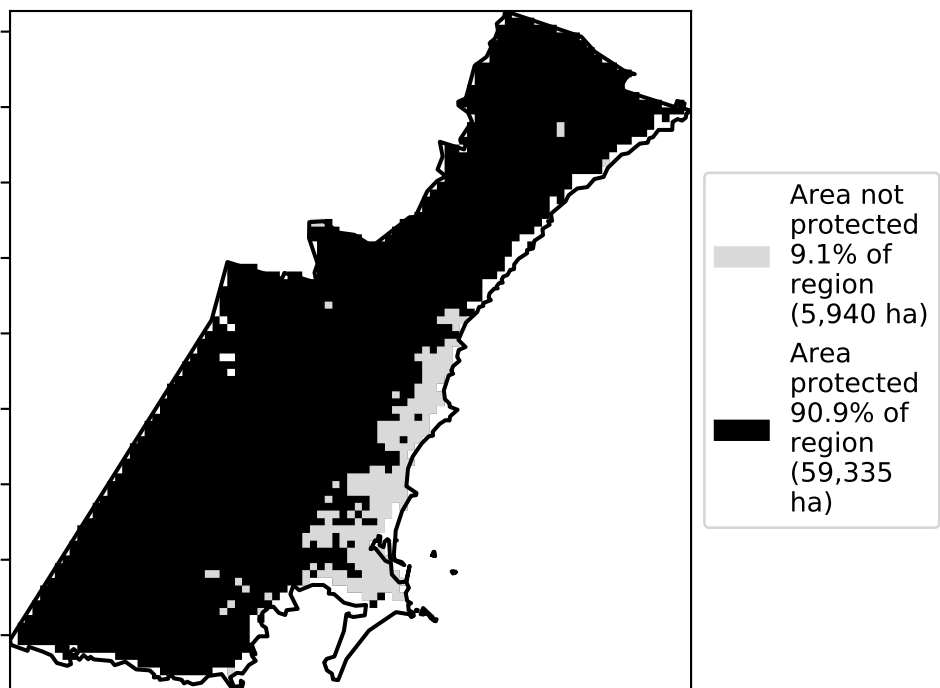 Area not
protected
9.1% of
region
(5,940 ha)
Area
protected
90.9% of
region
(59,335
ha)